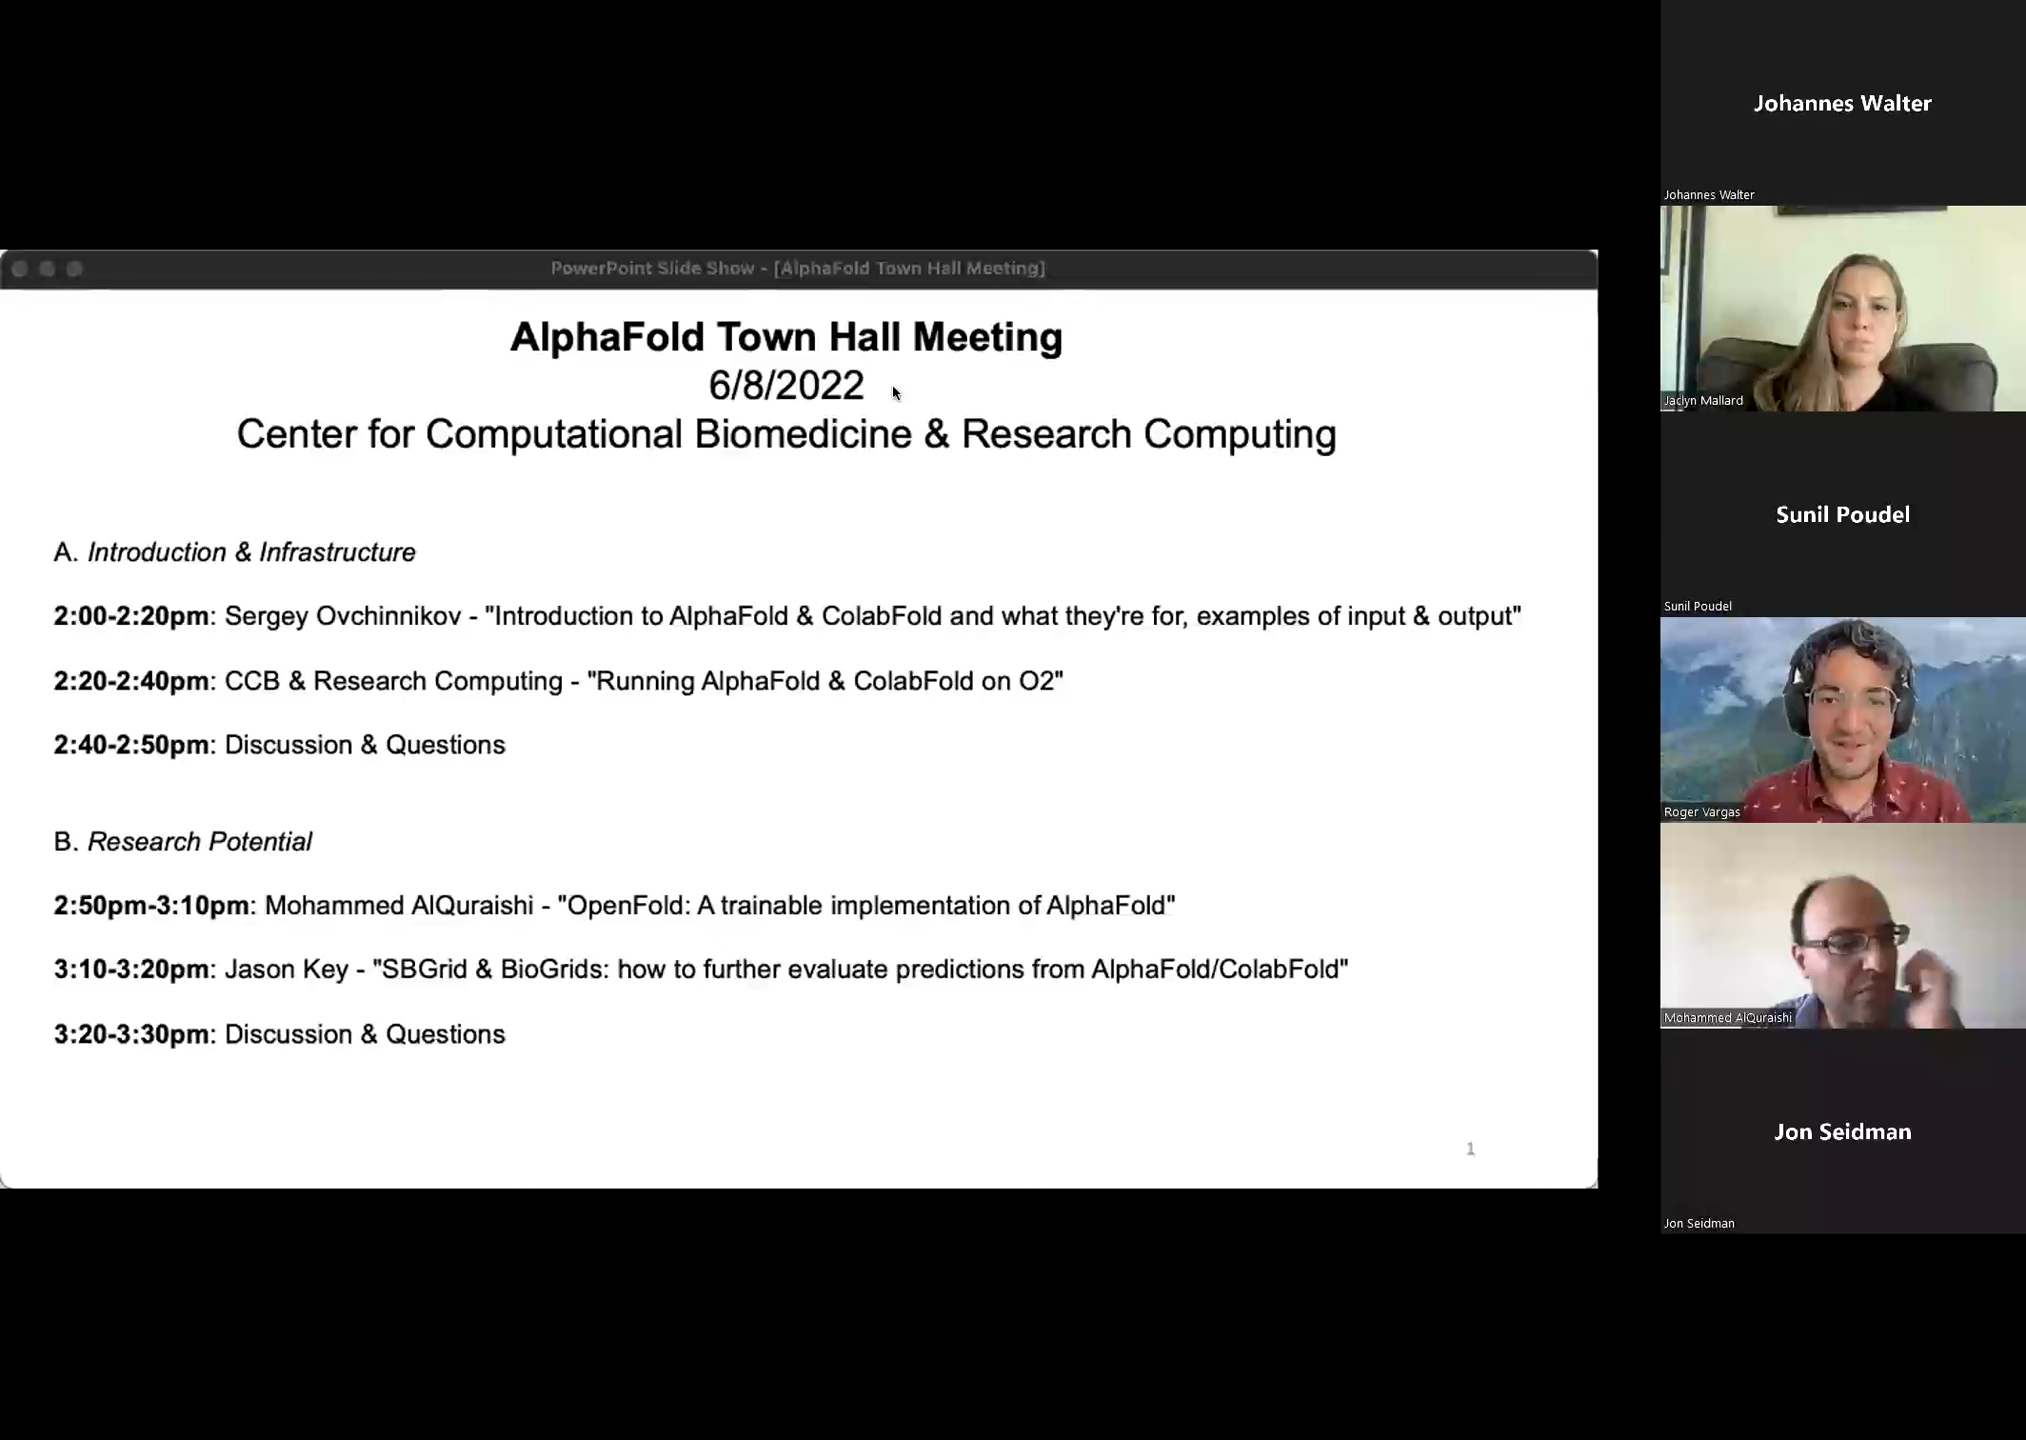 PowerPoint Slide Show - [AlphaFold Town Hall Meeting]
AlphaFold Town Hall Meeting
6/8/2022
Center for Computational Biomedicine & Research Computing
A. Introduction & Infrastructure
2:00-2:20pm: Sergey Ovchinnikov - "Introduction to AlphaFold & ColabFold and what they're for, examples of input & output"
2:20-2:40pm: CCB & Research Computing - "Running AlphaFold & ColabFold on O2"
2:40-2:50pm: Discussion & Questions
B. Research Potential
2:50pm-3:10pm: Mohammed AlQuraishi - "OpenFold: A trainable implementation of AlphaFold"
3:10-3:20pm: Jason Key - "SBGrid & BioGrids: how to further evaluate predictions from AlphaFold/ColabFold"
3:20-3:30pm: Discussion & Questions
1
Johannes Walter
Johannes Walter
Jaclyn Mallard
Sunil Poudel
Sunil Poudel
Roger Vargas
Mohammed AlQuraishi
Jon Seidman
Jon Seidman